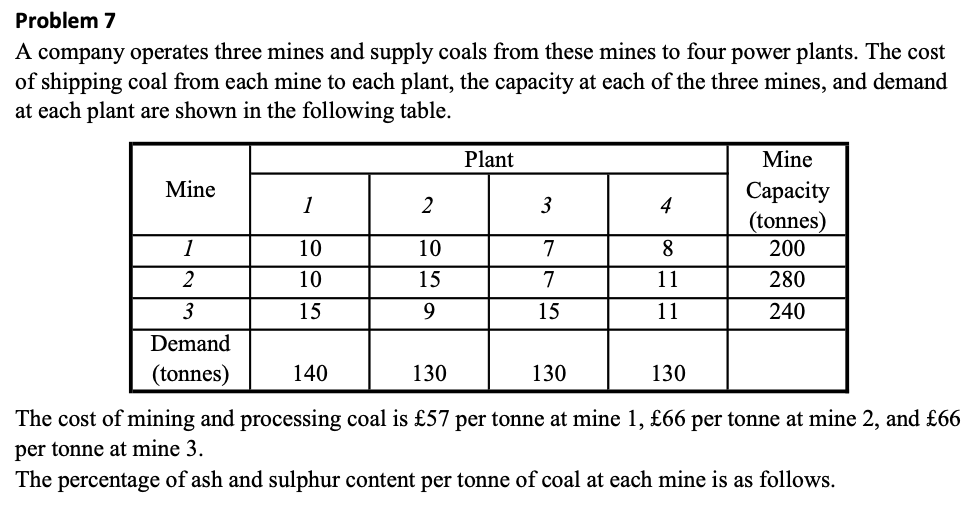 Problem 7
A company operates three mines and supply coals from these mines to four power plants. The cost
of shipping coal from each mine to each plant, the capacity at each of the three mines, and demand
at each plant are shown in the following table.
Mine Plant Mine
Capacity
(tonnes)
1 2 3 4
1 10 10 7 8 200
2 10 15 7 11 280
3 15 9 15 11 240
Demand
(tonnes) 140 130 130 130
The cost of mining and processing coal is £57 per tonne at mine 1, £66 per tonne at mine 2, and £66
per tonne at mine 3.
The percentage of ash and sulphur content per tonne of coal at each mine is as follows.